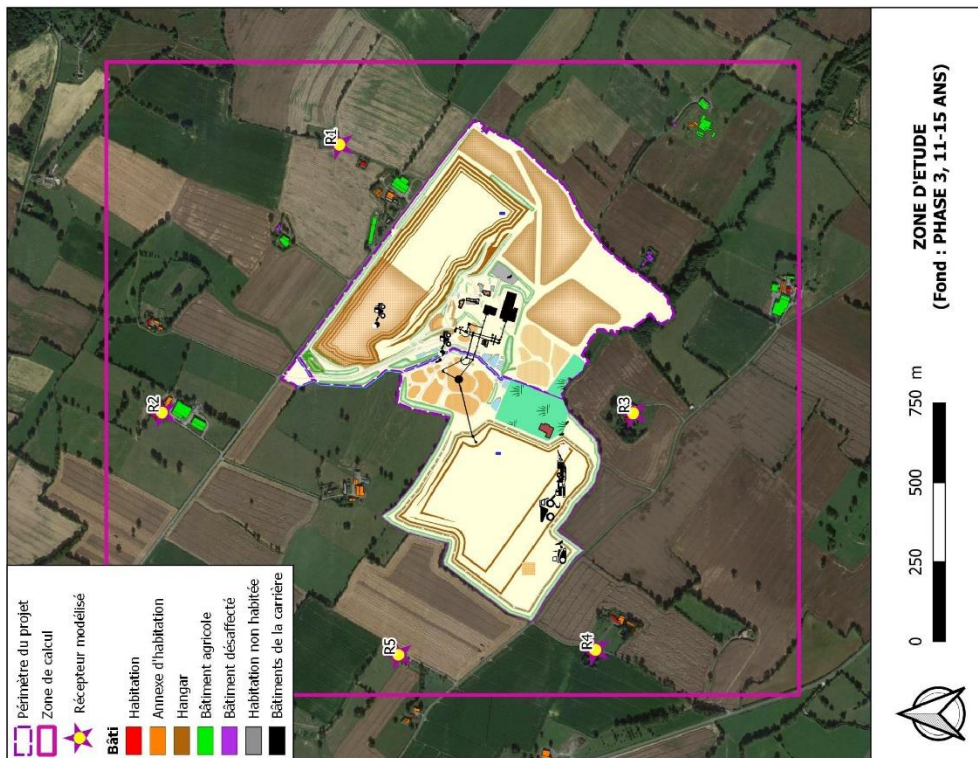 Périmètre du projet
Zone de calcul
Récepteur modélisé
Bâti
Habitation
Annexe d'habitation
Hangar
Bâtiment agricole
Bâtiment désaffecté
Habitation non habitée
Bâtiments de la carrière
R5
R4
R2
R3
R1
0 250 500 750 m
ZONE D'ETUDE
(Fond : PHASE 3, 11-15 ANS)